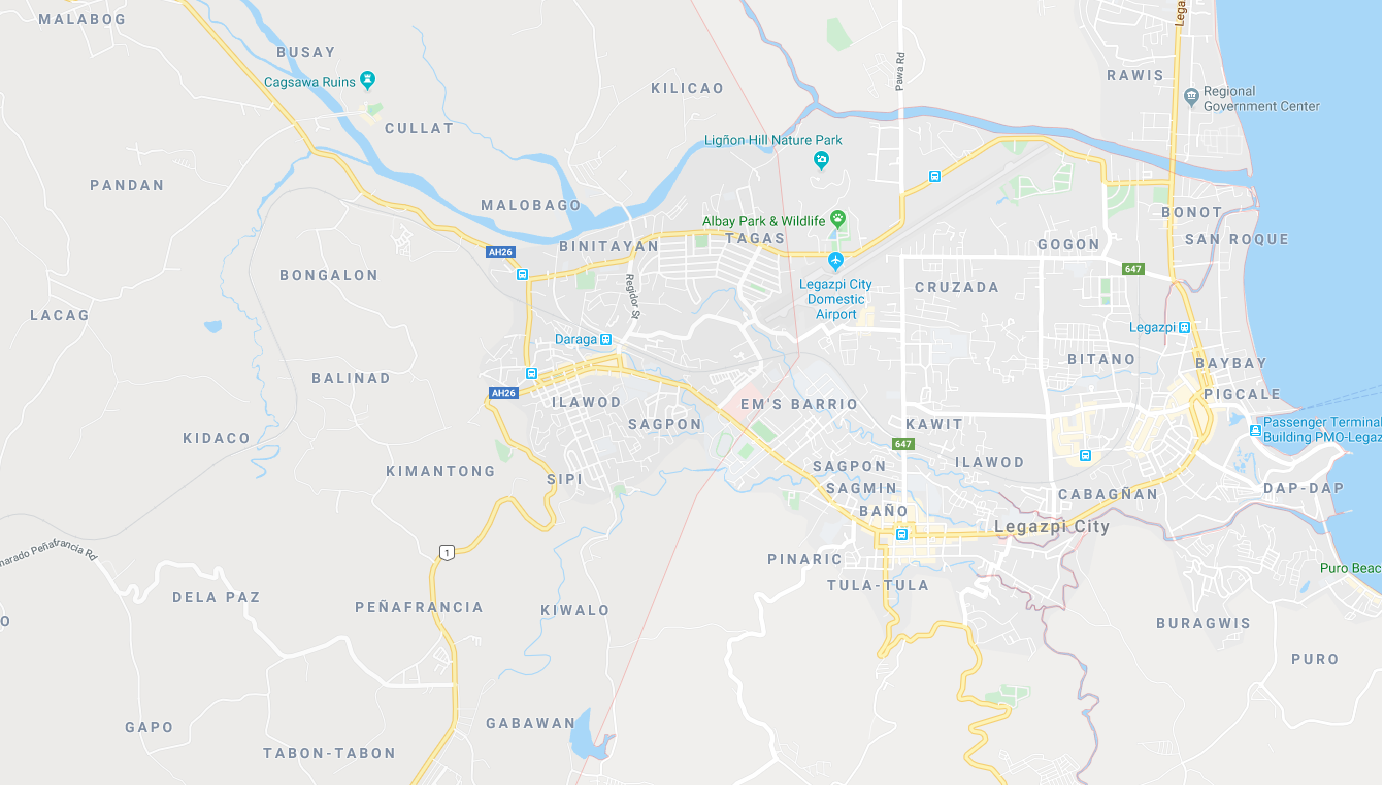 MALABOG
Lega
BUSAY
Cagsawa Ruins
KILICAO
Pawa Rd
RAWIS
Regional
Government Center
CULLAT
Ligñon Hill Nature Park
PANDAN
MALOBAGO
Albay Park & Wildlife
TAGAS
BONOT
SAN ROQUE
BINITAYAN
AH26
GOGON
647
BONGALON
Regidor St
Legazpi City
Domestic
Airport
CRUZADA
LACAG
Daraga
Legazpi
BITANO
BAYBAY
BALINAD
AH26
ILAWOD
PIGCALE
EM'S BARRIO
SAGPON
KAWIT
Passenger Terminal
Building PMO-Legaz
KIDACO
647
KIMANTONG
SIPI
SAGPON
ILAWOD
SAGMIN
CABAGÑAN
DAP-DAP
BAÑO
Legazpi City
marado Peñafrancia Rd
1
PINARIC
Puro Beac
TULA-TULA
DELA PAZ
PEÑAFRANCIA
KIWALO
O
BURAGWIS
PURO
GAPO
GABAWAN
TABON-TABON